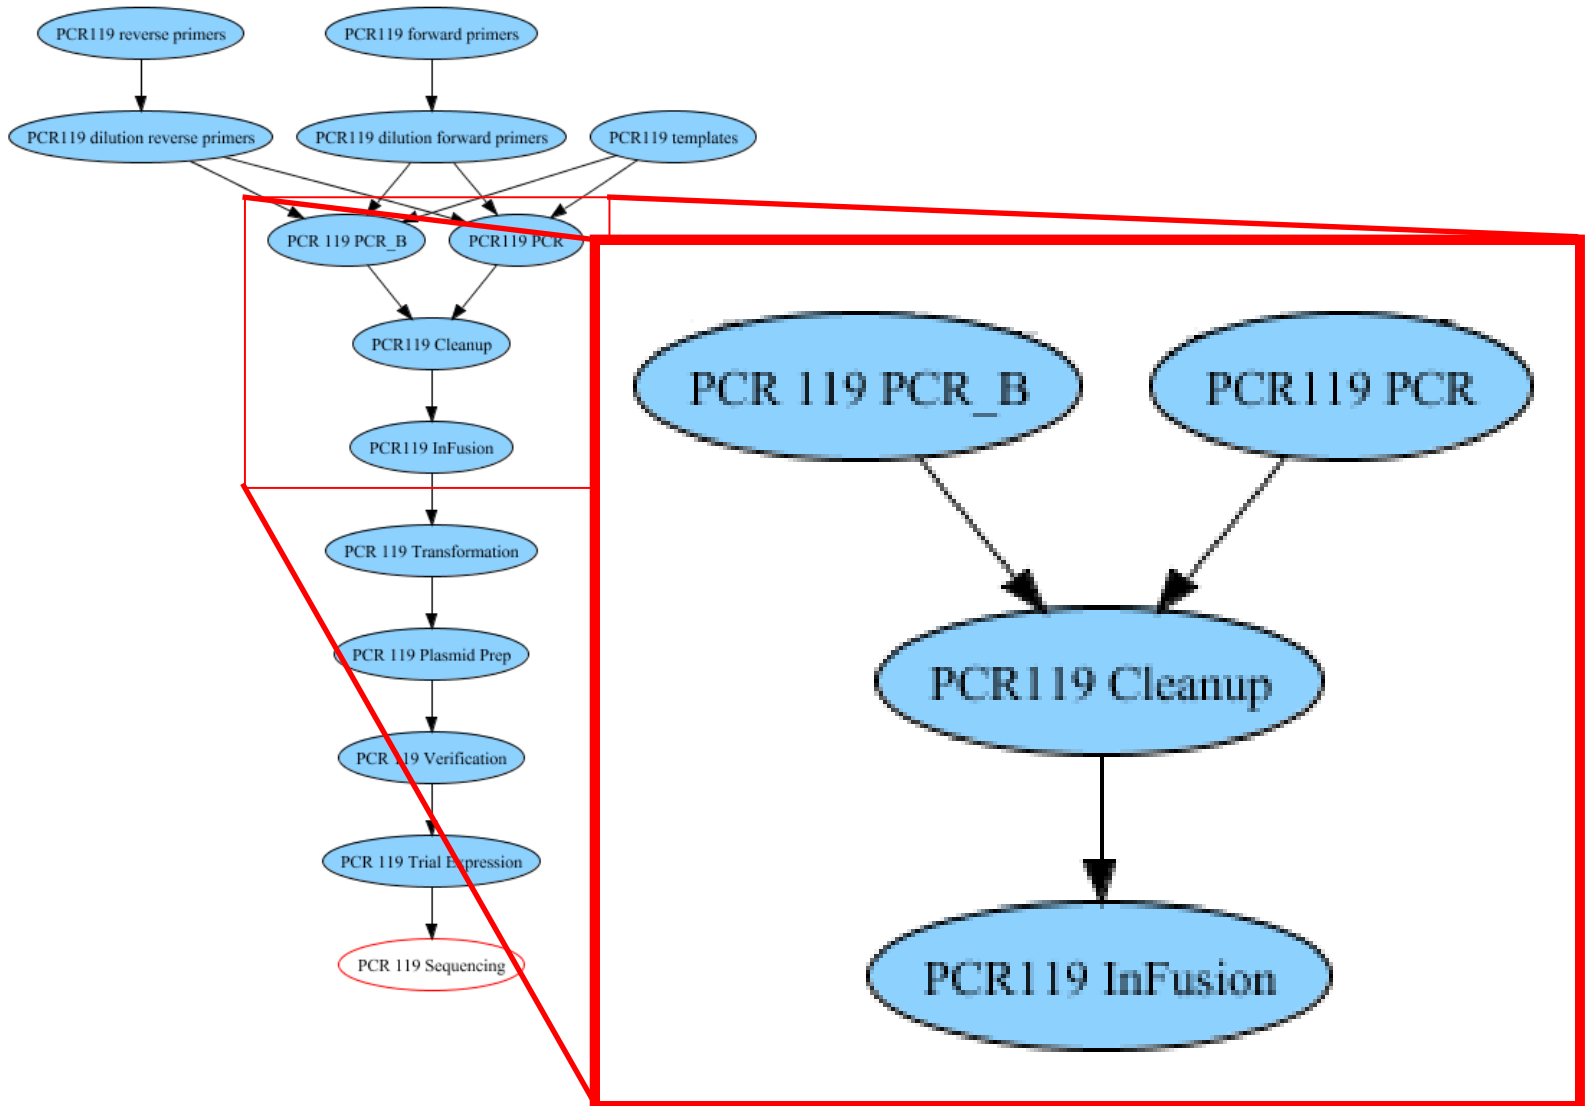 PCR119 reverse primers
PCR119 forward primers
PCR119 dilution reverse primers
PCR119 dilution forward primers
PCR119 templates
PCR 119 PCR_B
PCR119 PCR
PCR119 Cleanup
PCR119 InFusion
PCR 119 Transformation
PCR 119 Plasmid Prep
PCR 119 Verification
PCR 119 Trial Expression
PCR 119 Sequencing
PCR 119 PCR_B
PCR119 PCR
PCR119 Cleanup
PCR119 InFusion